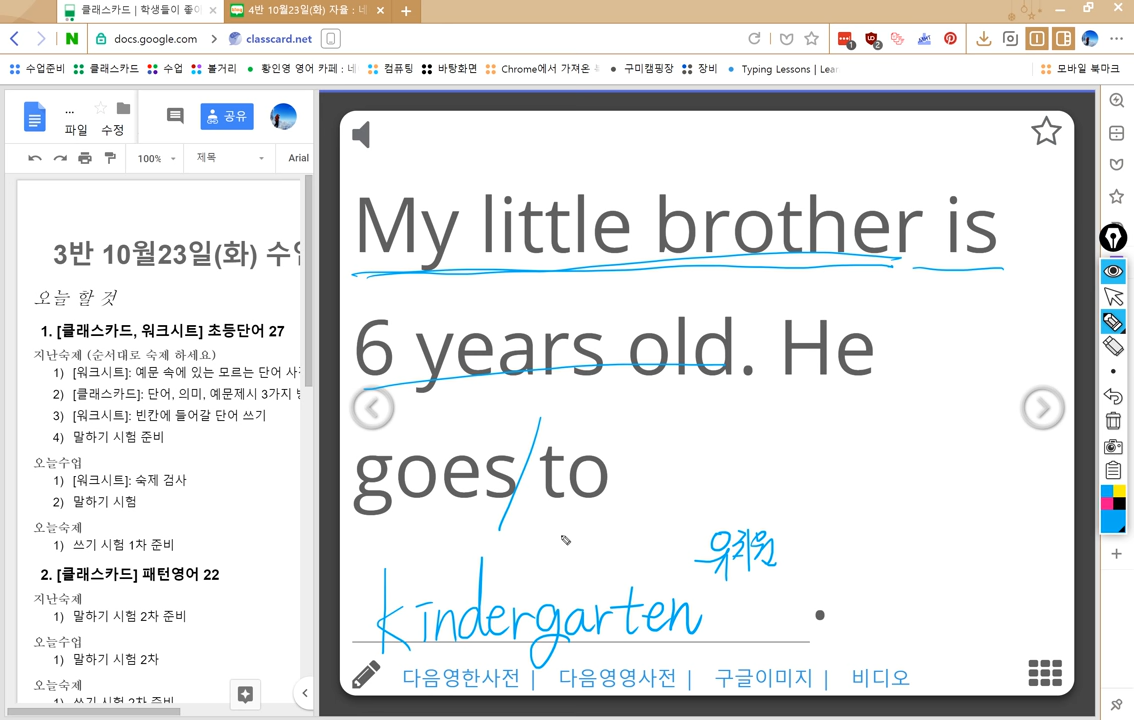 클래스카드 | 학생들이 좋아
4반 10월23일(화) 자율 : 네
docs.google.com
classcard.net
1
2
수업준비
클래스카드
수업
볼거리
황인영 영어 카페 : 네
컴퓨팅
바탕화면
Chrome에서 가져온
구미캠핑장
장비
Typing Lessons | Lear
모바일 북마크
...
공유
파일 수정
100%
제목
Arial
3반 10월23일(화) 수업
오늘 할 것
1. [클래스카드, 워크시트] 초등단어 27
지난숙제 (순서대로 숙제 하세요)
1) [워크시트]: 예문 속에 있는 모르는 단어
2) [클래스카드]: 단어, 의미, 예문제시 3가지
3) [워크시트]: 빈칸에 들어갈 단어 쓰기
4) 말하기 시험 준비
오늘수업
1) [워크시트]: 숙제 검사
2) 말하기 시험
오늘숙제
1) 쓰기 시험 1차 준비
2. [클래스카드] 패턴영어 22
지난숙제
1) 말하기 시험 2차 준비
오늘수업
1) 말하기 시험 2차
오늘숙제
1) 쓰기 시험 2차 준비
My little brother is
6 years old. He
goes/to
유치원
kindergarten .
다음영한사전 | 다음영영사전 | 구글이미지 | 비디오